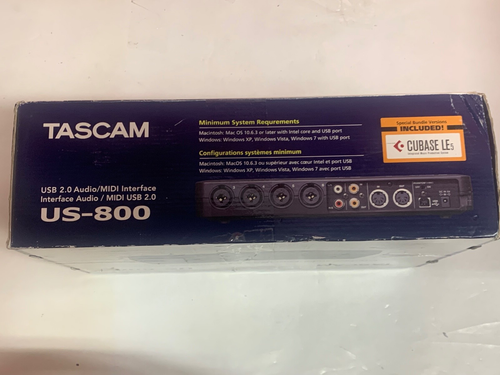 TASCAM
USB 2.0 Audio/MIDI Interface
Interface Audio / MIDI USB 2.0
US-800
Minimum System Requrements
Macintosh: Mac OS 10.6.3 or later with Intel core and USB port
Windows: Windows XP, Windows Vista, Windows 7 with USB port
Configurations systèmes minimum
Macintosh: MacOS 10.6.3 ou supérieur avec cœur Intel et port USB
Windows: Windows XP, Windows Vista, Windows 7 avec port USB
Special Bundle Versions
INCLUDED!
CUBASE LE5